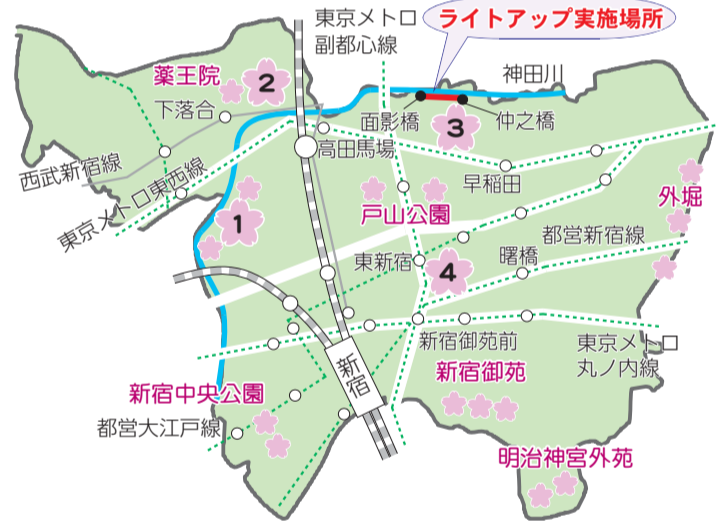 東京メトロ
副都心線
ライトアップ実施場所
神田川
薬王院
2
下落合
面影橋
仲之橋
3
高田馬場
西武新宿線
東京メトロ東西線
早稲田
外堀
1
戸山公園
都営新宿線
東新宿
4
曙橋
新宿御苑前
東京メトロ
丸ノ内線
新宿
新宿御苑
新宿中央公園
都営大江戸線
明治神宮外苑